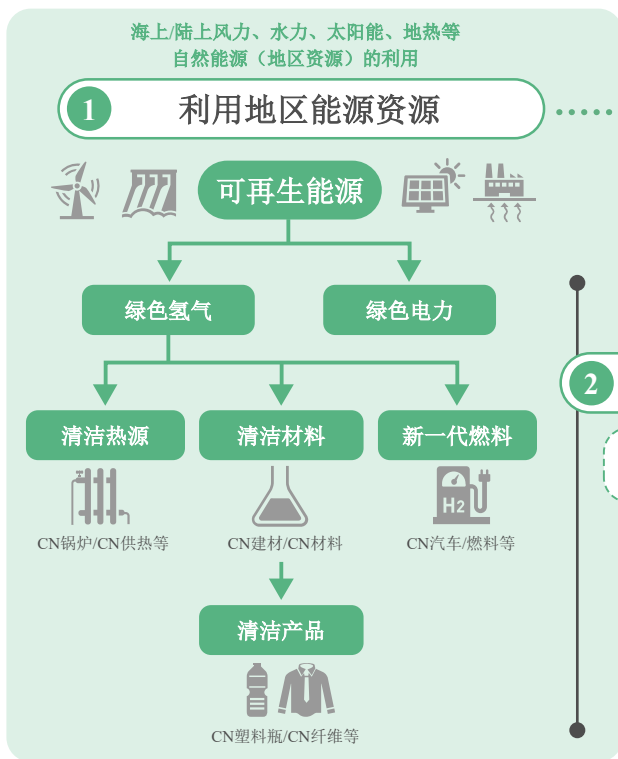 海上/陆上风力、水力、太阳能、地热等
自然能源（地区资源）的利用
1 利用地区能源资源
可再生能源
绿色氢气 绿色电力
2
清洁热源 清洁材料 新一代燃料
H2
CN锅炉/CN供热等 CN建材/CN材料 CN汽车/燃料等
清洁产品
CN塑料瓶/CN纤维等